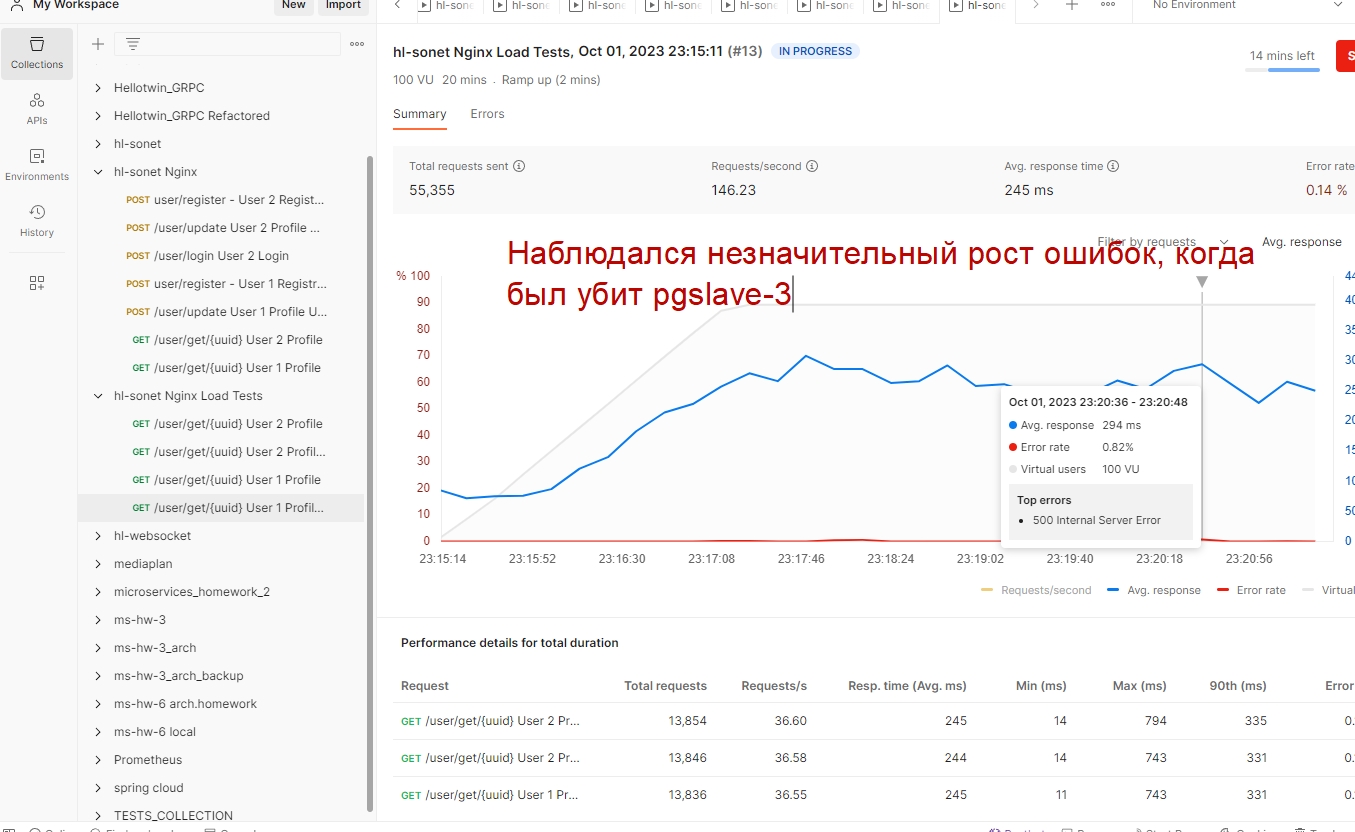 My Workspace
New
Import
hl-sone
hl-sone
hl-sone
hl-sone
hl-sone
hl-sone
hl-sone
hl-sone
No Environment
Collections
APIs
Environments
History
Hellotwin_GRPC
Hellotwin_GRPC Refactored
hl-sonet
hl-sonet Nginx
POST user/register - User 2 Regist...
POST /user/update User 2 Profile ...
POST /user/login User 2 Login
POST user/register - User 1 Registr...
POST /user/update User 1 Profile U...
GET /user/get/{uuid} User 2 Profile
GET /user/get/{uuid} User 1 Profile
hl-sonet Nginx Load Tests
GET /user/get/{uuid} User 2 Profile
GET /user/get/{uuid} User 2 Profil...
GET /user/get/{uuid} User 1 Profile
GET /user/get/{uuid} User 1 Profil...
hl-websocket
mediaplan
microservices_homework_2
ms-hw-3
ms-hw-3_arch
ms-hw-3_arch_backup
ms-hw-6 arch.homework
ms-hw-6 local
Prometheus
spring cloud
TESTS_COLLECTION
hl-sonet Nginx Load Tests, Oct 01, 2023 23:15:11 (#13) IN PROGRESS
14 mins left
100 VU 20 mins . Ramp up (2 mins)
Summary Errors
Total requests sent Requests/second Avg. response time Error rate
55,355 146.23 245 ms 0.14 %
Filter by requests Avg. response
Наблюдался незначительный рост ошибок, когда
был убит pgslave-3
% 100
90
80
70
60
50
40
30
20
10
0
0
23:15:14 23:15:52 23:16:30 23:17:08 23:17:46 23:18:24 23:19:02 23:19:40 23:20:18 23:20:56
Oct 01, 2023 23:20:36 - 23:20:48
Avg. response 294 ms
Error rate 0.82%
Virtual users 100 VU
Top errors
500 Internal Server Error
Requests/second Avg. response Error rate Virtual
Performance details for total duration
Request Total requests Requests/s Resp. time (Avg. ms) Min (ms) Max (ms) 90th (ms) Error
GET /user/get/{uuid} User 2 Pr... 13,854 36.60 245 14 794 335 0.
GET /user/get/{uuid} User 2 Pr... 13,846 36.58 244 14 743 331 0.
GET /user/get/{uuid} User 1 Pr... 13,836 36.55 245 11 743 331 0.